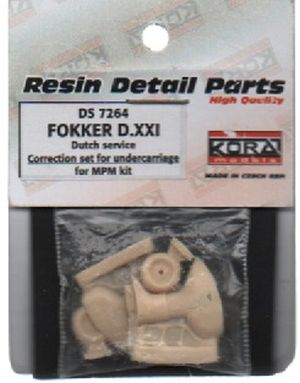 Resin Detail Parts
High Quality
DS 7264
FOKKER D.XXI
Dutch service
Correction set for undercarriage
for MPM kit
KORA
models
MADE IN CZECH REP.